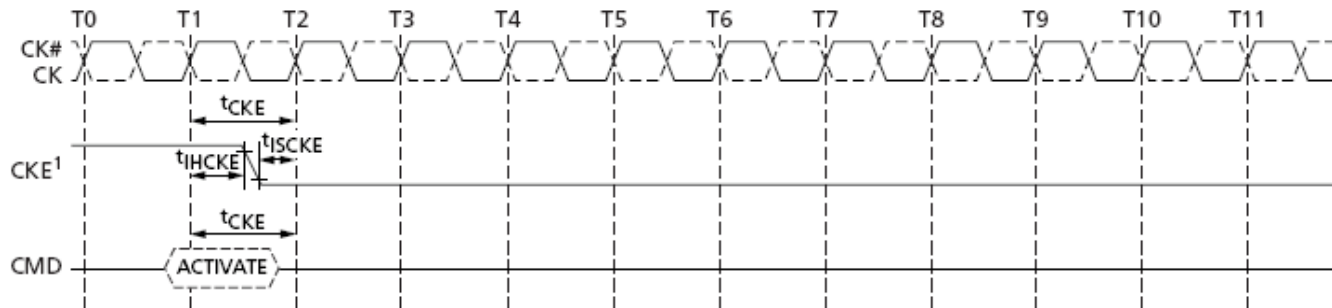 T0 T1 T2 T3 T4 T5 T6 T7 T8 T9 T10 T11
CK#
CK
tCKE
tISCKE
tIHCKE
CKE1
tCKE
CMD ACTIVATE